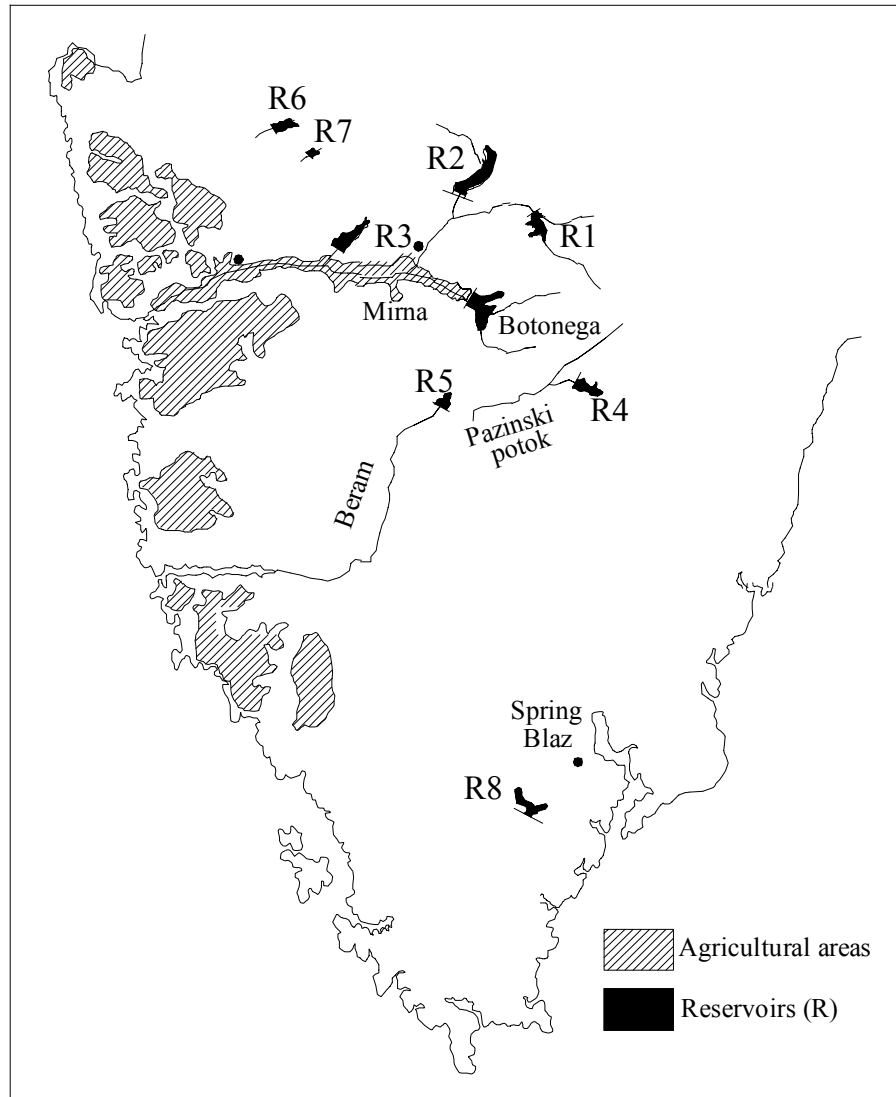 R6
R7
R2
R3
R1
Mirna
Botonega
R5
R4
Pazinski
potok
Beram
Spring
Blaz
R8
Agricultural areas
Reservoirs (R)